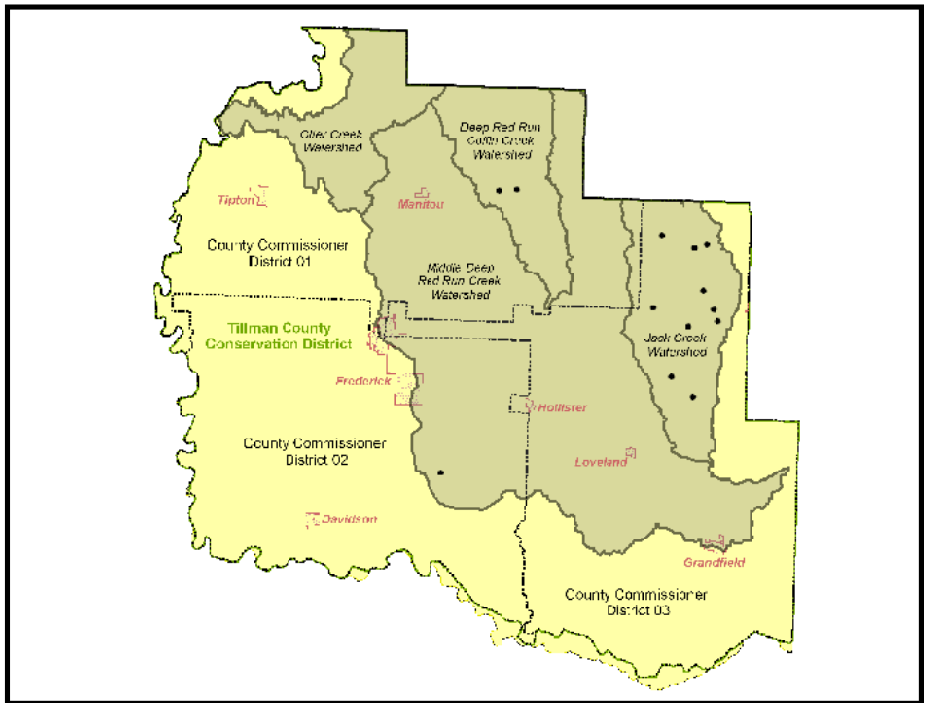 Otter Creek
Watershed
Deep Red Run
Coffin Creek
Watershed
Tipton
Manitou
County Commissioner
District 01
Middle Deep
Red Run Creek
Watershed
Tillman County
Conservation District
Jack Creek
Watershed
Frederick
Hollister
County Commissioner
District 02
Loveland
Davidson
Grandfield
County Commissioner
District 03